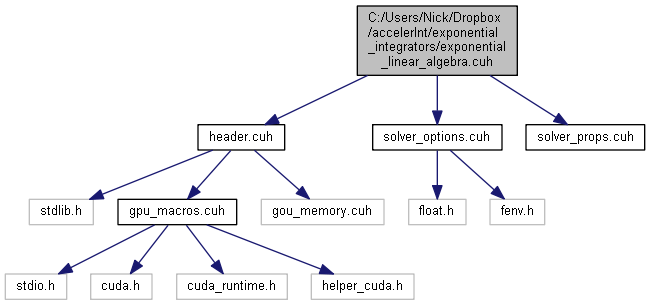 C:/Users/Nick/Dropbox
/accelerInt/exponential
_integrators/exponential
_linear_algebra.cuh
header.cuh
solver_options.cuh
solver_props.cuh
stdlib.h
gpu_macros.cuh
gou_memory.cuh
float.h
fenv.h
stdio.h
cuda.h
cuda_runtime.h
helper_cuda.h